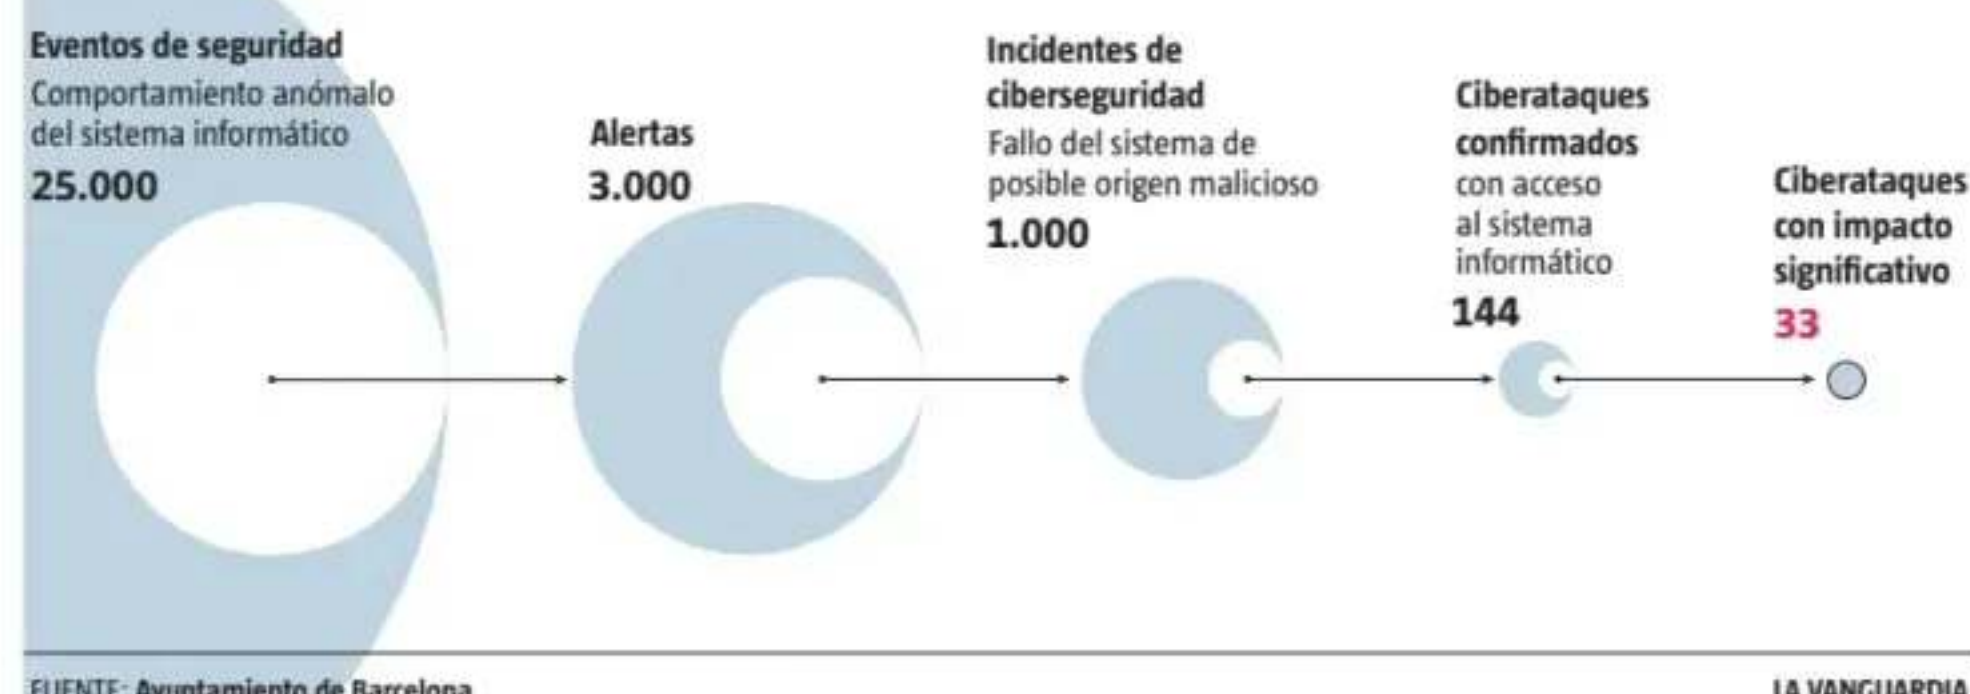 Eventos de seguridad
Comportamiento anómalo
del sistema informático
25.000
Alertas
3.000
Incidentes de
ciberseguridad
Fallo del sistema de
posible origen malicioso
1.000
Ciberataques
confirmados
con acceso
al sistema
informático
144
Ciberataques
con impacto
significativo
33
FUENTE: Ayuntamiento de Barcelona
LA VANGUARDIA